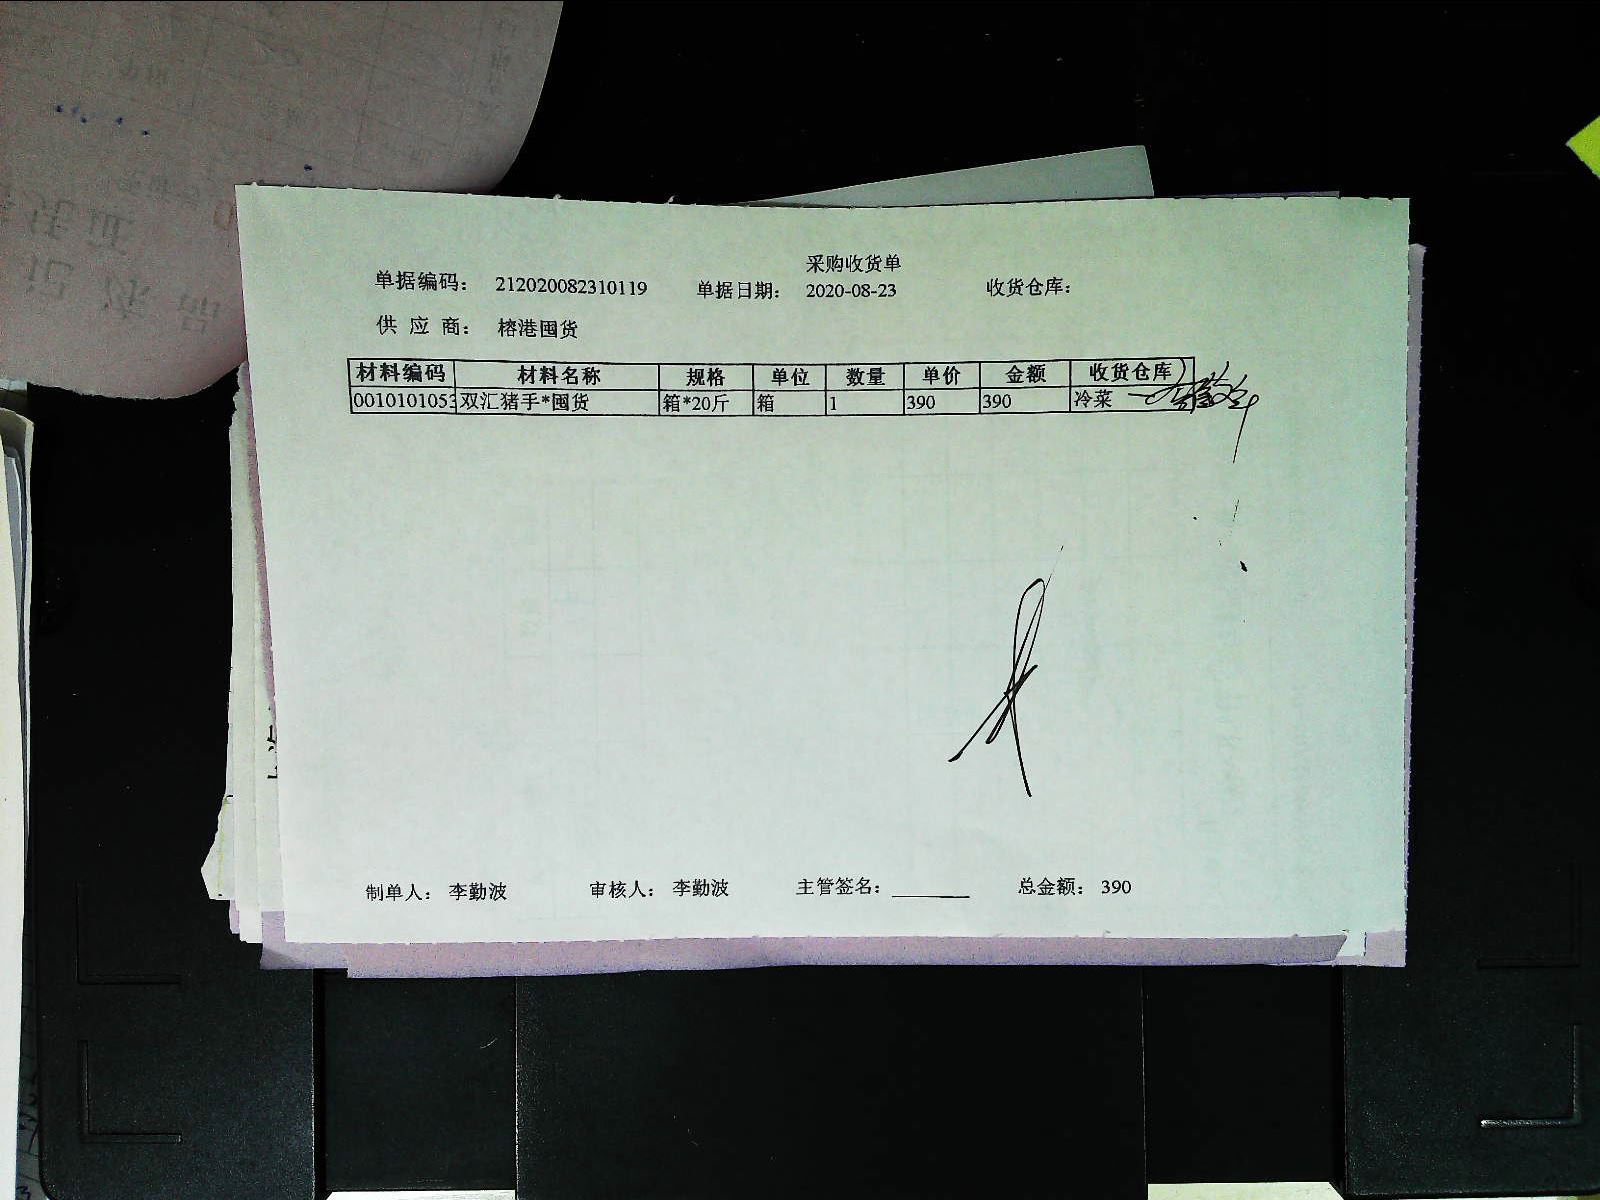 采购收货单
单据编码： 212020082310119 单据日期： 2020-08-23 收货仓库：
供 应 商： 榕港囤货
材料编码 材料名称 规格 单位 数量 单价 金额 收货仓库
0010101053 双汇猪手*囤货 箱*20斤 箱 1 390 390 冷菜
制单人： 李勤波 审核人： 李勤波 主管签名： 总金额： 390